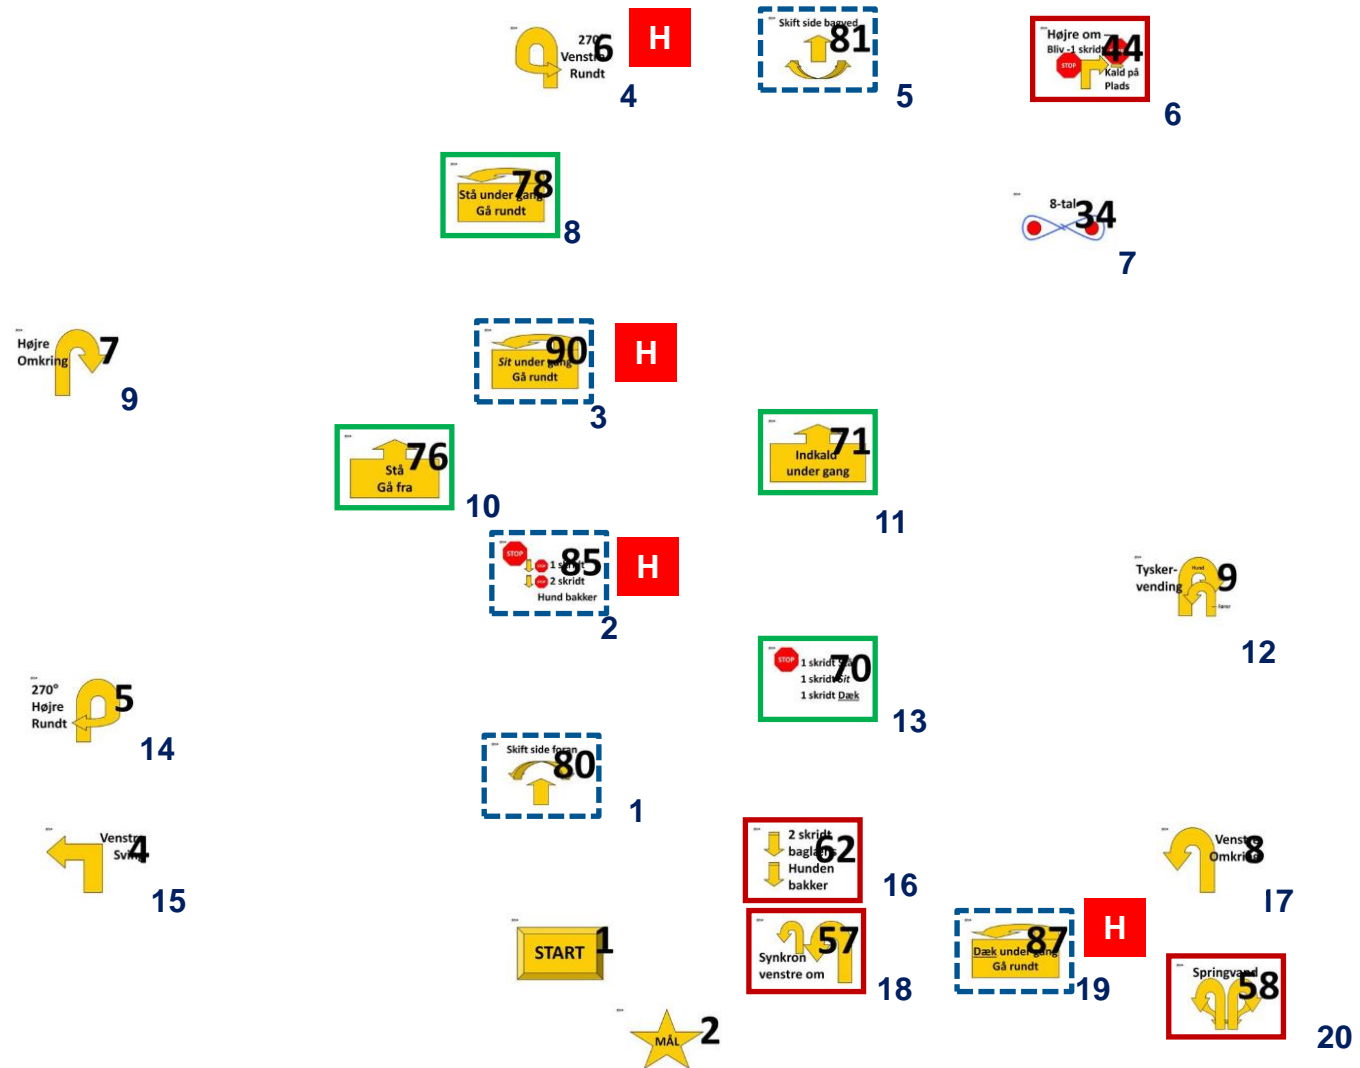 270°
Venstre
Rundt
6
H
4
Skift side bagved
81
5
Højre om –
Bliv -1 skridt
STOP
Kald på
Plads
44
6
Stå under gang
Gå rundt
78
8
8-tal
34
7
Højre
Omkring
7
9
Sit under gang
Gå rundt
90
H
3
Stå
Gå fra
76
10
Indkald
under gang
71
11
STOP
1 skridt
2 skridt
Hund bakker
85
H
2
Tysker-
vending
Hund
Fører
9
12
STOP
1 skridt Stå
1 skridt Sit
1 skridt Dæk
70
13
270°
Højre
Rundt
5
14
Skift side foran
80
1
Venstre
Sving
4
15
2 skridt
baglæns
Hunden
bakker
62
16
Venstre
Omkring
8
17
START
1
Synkron
venstre om
57
18
Dæk under gang
Gå rundt
87
H
19
Springvand
58
20
MÅL
2